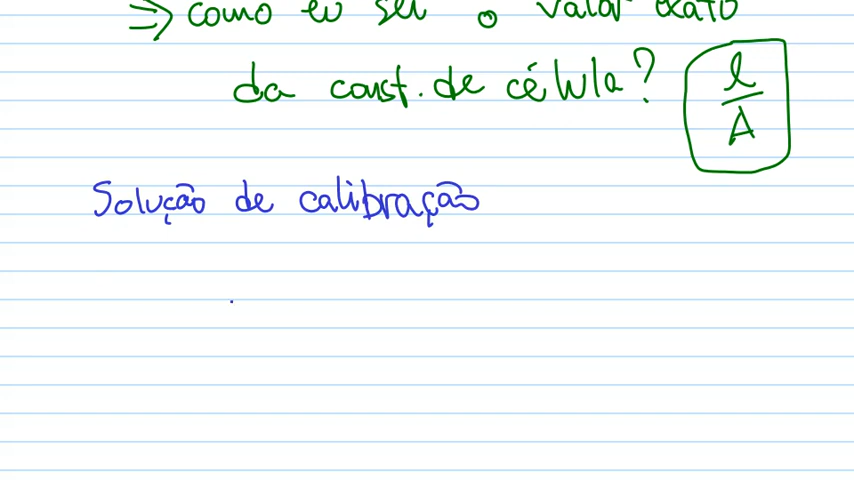 ⇒ como eu sei o valor exato
da const. de célula? l/A
Solução de calibração